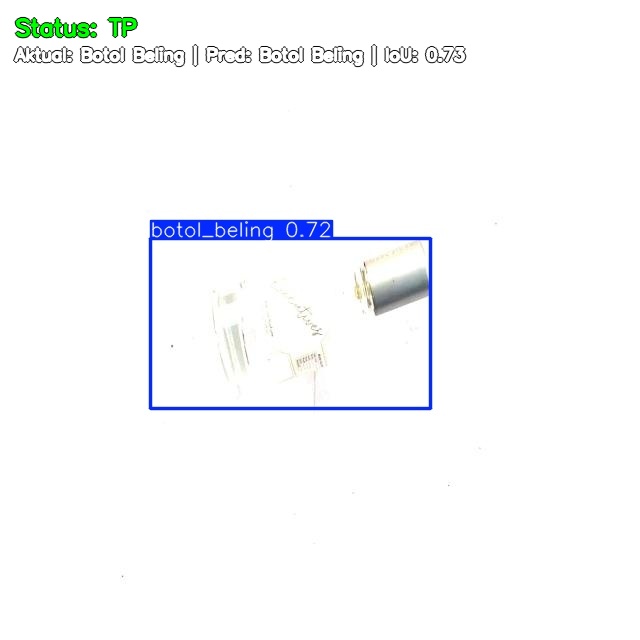 Status: TP
Aktual: Botol Beling | Pred: Botol Beling | IoU: 0.73
botol_beling 0.72